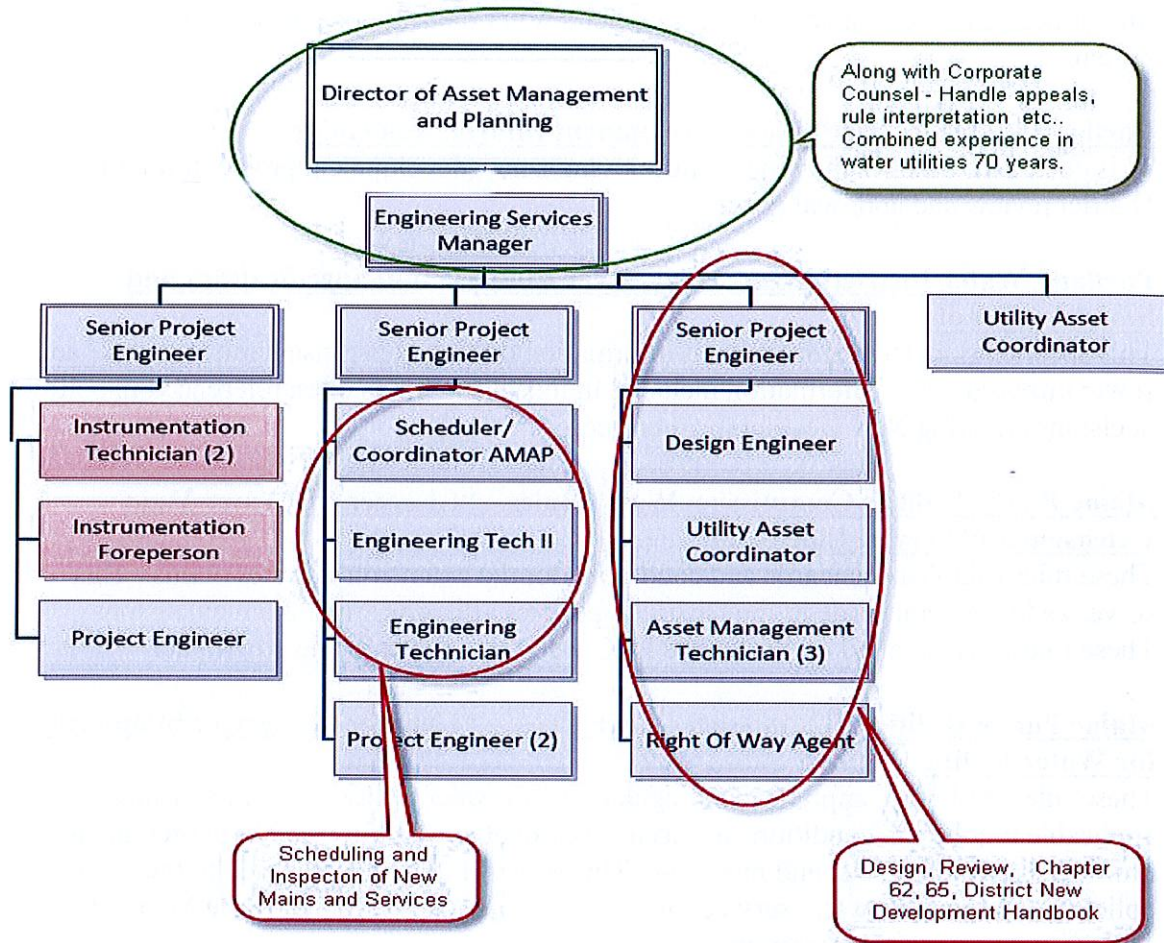 Director of Asset Management
and Planning
Along with Corporate
Counsel - Handle appeals,
rule interpretation etc..
Combined experience in
water utilities 70 years.
Engineering Services
Manager
Senior Project
Engineer
Senior Project
Engineer
Senior Project
Engineer
Utility Asset
Coordinator
Instrumentation
Technician (2)
Instrumentation
Foreperson
Project Engineer
Scheduler/
Coordinator AMAP
Engineering Tech II
Engineering
Technician
Project Engineer (2)
Design Engineer
Utility Asset
Coordinator
Asset Management
Technician (3)
Right Of Way Agent
Scheduling and
Inspecton of New
Mains and Services
Design, Review, Chapter
62, 65, District New
Development Handbook